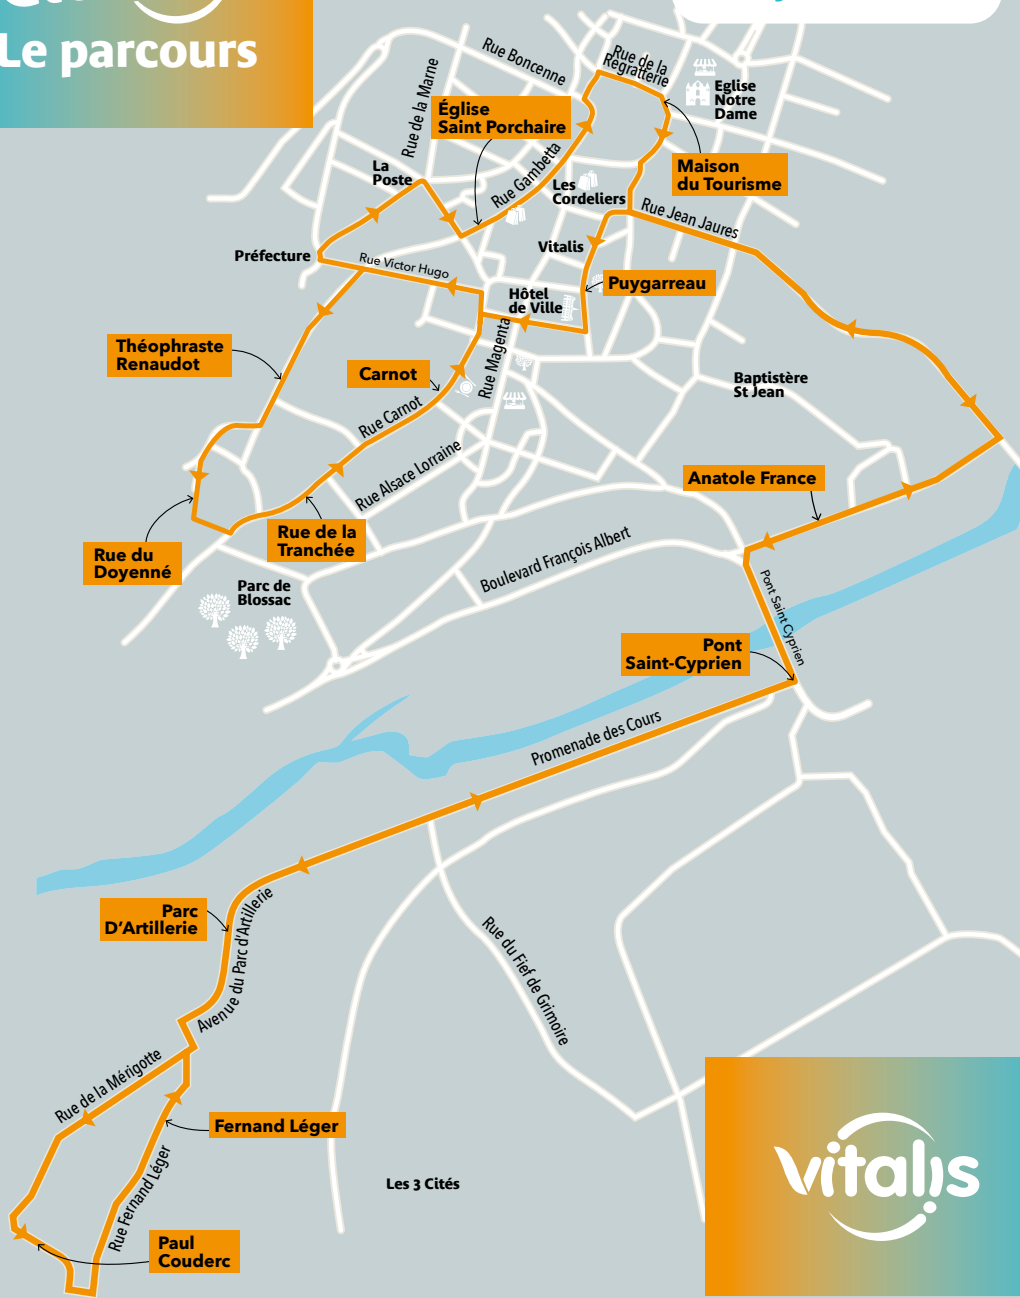 Le parcours
Rue Boncenne
Rue de la
Regratterie
Rue de la Marne
Eglise
Notre
Dame
Église
Saint Porchaire
La
Poste
Rue Gambetta
Maison
du Tourisme
Les
Cordeliers
Rue Jean Jaures
Préfecture
Rue Victor Hugo
Vitalis
Puygarreau
Hôtel
de Ville
Théophraste
Renaudot
Carnot
Rue Magenta
Baptistère
St Jean
Rue Carnot
Rue Alsace Lorraine
Anatole France
Rue de la
Tranchée
Rue du
Doyenné
Parc de
Blossac
Boulevard François Albert
Pont Saint Cyprien
Pont
Saint-Cyprien
Promenade des Cours
Parc
D'Artillerie
Avenue du Parc d'Artillerie
Rue du Fief de Grimoire
Rue de la Mérigotte
Fernand Léger
Rue Fernand Léger
Les 3 Cités
Paul
Couderc
vitalis